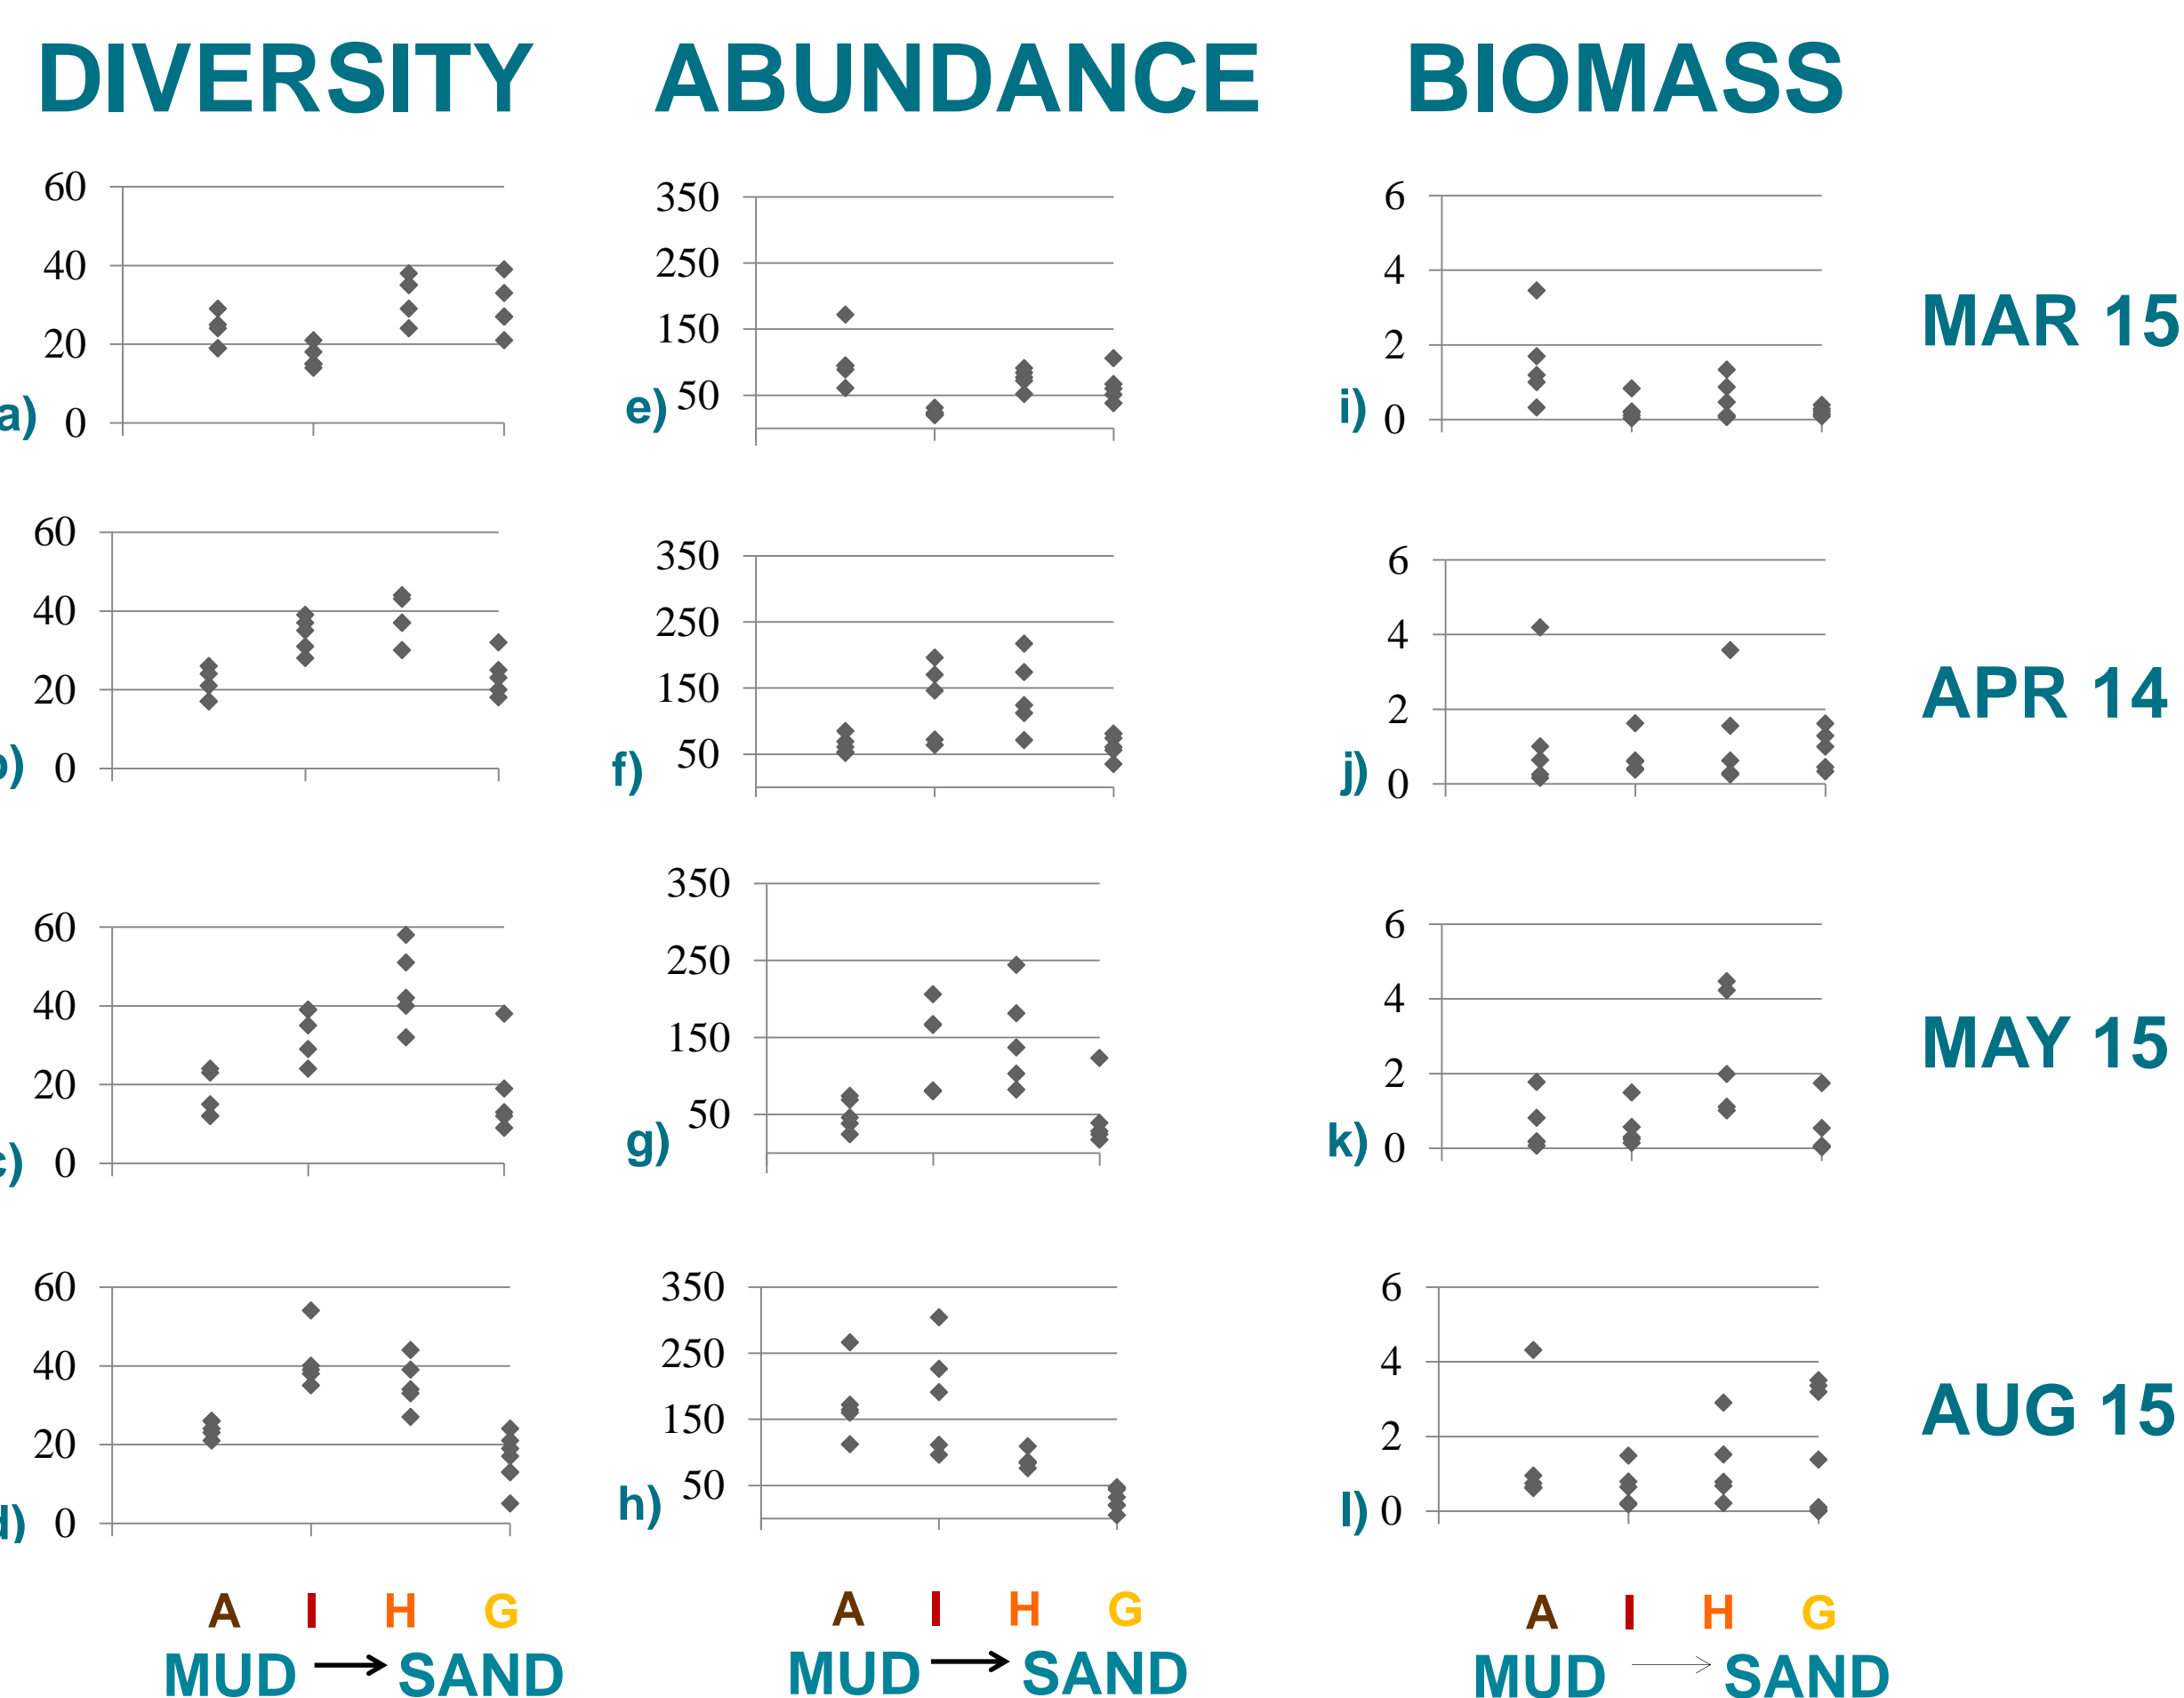 DIVERSITY ABUNDANCE BIOMASS
60 350 6
40 250 4
20 150 2
0 50 0
a) e) i)
MAR 15
60 350 6
40 250 4
20 150 2
0 50 0
b) f) j)
APR 14
60 350 6
40 250 4
20 150 2
0 50 0
c) g) k)
MAY 15
60 350 6
40 250 4
20 150 2
0 50 0
d) h) l)
AUG 15
A I H G A I H G A I H G
MUD SAND MUD SAND MUD SAND